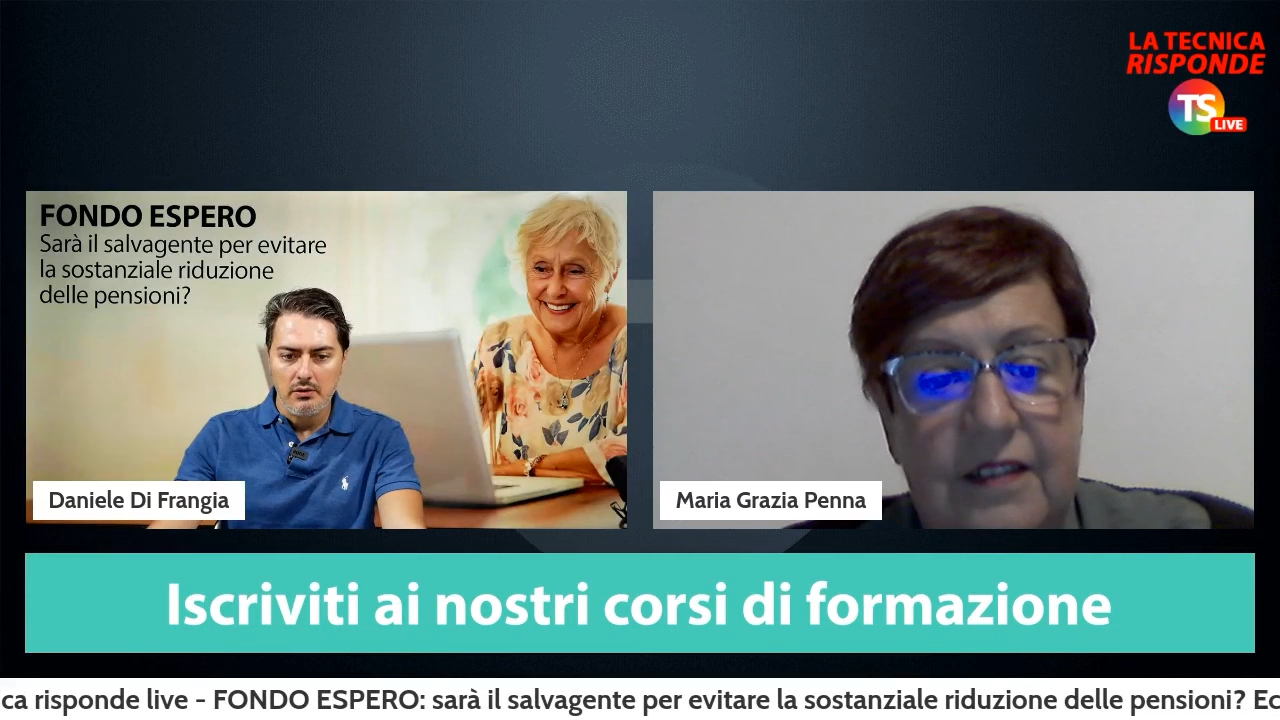 LA TECNICA
RISPONDE
TS
LIVE
FONDO ESPERO
Sarà il salvagente per evitare
la sostanziale riduzione
delle pensioni?
Daniele Di Frangia
Maria Grazia Penna
Iscriviti ai nostri corsi di formazione
ca risponde live - FONDO ESPERO: sarà il salvagente per evitare la sostanziale riduzione delle pensioni? Ec